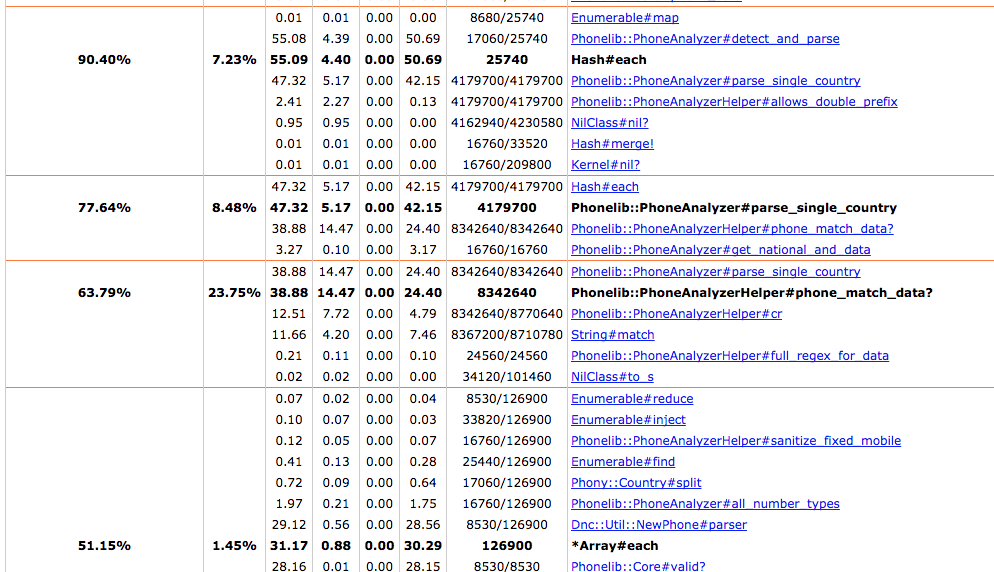 0.01 0.01 0.00 0.00 8680/25740 Enumerable#map
55.08 4.39 0.00 50.69 17060/25740 Phonelib::PhoneAnalyzer#detect_and_parse
90.40% 7.23% 55.09 4.40 0.00 50.69 25740 Hash#each
47.32 5.17 0.00 42.15 4179700/4179700 Phonelib::PhoneAnalyzer#parse_single_country
2.41 2.27 0.00 0.13 4179700/4179700 Phonelib::PhoneAnalyzerHelper#allows_double_prefix
0.95 0.95 0.00 0.00 4162940/4230580 NilClass#nil?
0.01 0.01 0.00 0.00 16760/33520 Hash#merge!
0.01 0.01 0.00 0.00 16760/209800 Kernel#nil?
47.32 5.17 0.00 42.15 4179700/4179700 Hash#each
77.64% 8.48% 47.32 5.17 0.00 42.15 4179700 Phonelib::PhoneAnalyzer#parse_single_country
38.88 14.47 0.00 24.40 8342640/8342640 Phonelib::PhoneAnalyzerHelper#phone_match_data?
3.27 0.10 0.00 3.17 16760/16760 Phonelib::PhoneAnalyzer#get_national_and_data
38.88 14.47 0.00 24.40 8342640/8342640 Phonelib::PhoneAnalyzer#parse_single_country
63.79% 23.75% 38.88 14.47 0.00 24.40 8342640 Phonelib::PhoneAnalyzerHelper#phone_match_data?
12.51 7.72 0.00 4.79 8342640/8770640 Phonelib::PhoneAnalyzerHelper#cr
11.66 4.20 0.00 7.46 8367200/8710780 String#match
0.21 0.11 0.00 0.10 24560/24560 Phonelib::PhoneAnalyzerHelper#full_regex_for_data
0.02 0.02 0.00 0.00 34120/101460 NilClass#to_s
0.07 0.02 0.00 0.04 8530/126900 Enumerable#reduce
0.10 0.07 0.00 0.03 33820/126900 Enumerable#inject
0.12 0.05 0.00 0.07 16760/126900 Phonelib::PhoneAnalyzerHelper#sanitize_fixed_mobile
0.41 0.13 0.00 0.28 25440/126900 Enumerable#find
0.72 0.09 0.00 0.64 17060/126900 Phony::Country#split
1.97 0.21 0.00 1.75 16760/126900 Phonelib::PhoneAnalyzer#all_number_types
29.12 0.56 0.00 28.56 8530/126900 Dnc::Util::NewPhone#parser
51.15% 1.45% 31.17 0.88 0.00 30.29 126900 *Array#each
28.16 0.01 0.00 28.15 8530/8530 Phonelib::Core#valid?